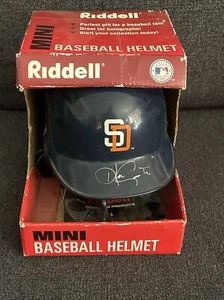 MINI
BASEBALL HELMET
Riddell
Perfect gift for a baseball fan!
Great for autographs!
Start your collection today!
SD
MINI
BASEBALL HELMET